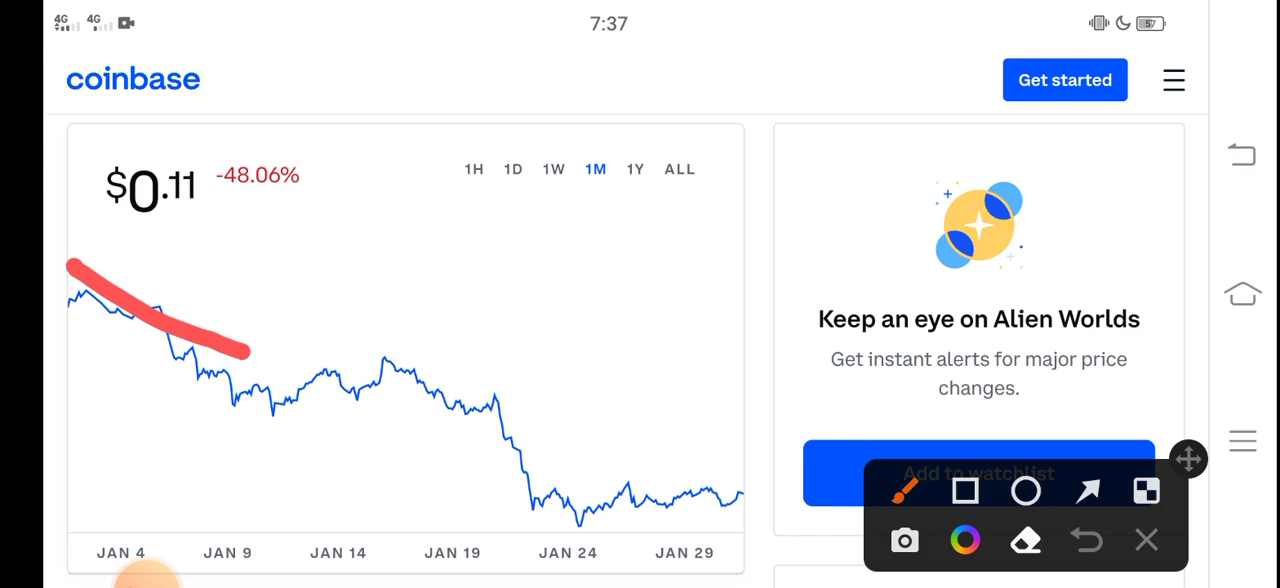 4G 4G 7:37 57
coinbase Get started
$0.11 -48.06% 1H 1D 1W 1M 1Y ALL
Keep an eye on Alien Worlds
Get instant alerts for major price
changes.
Add to watchlist
JAN 4 JAN 9 JAN 14 JAN 19 JAN 24 JAN 29